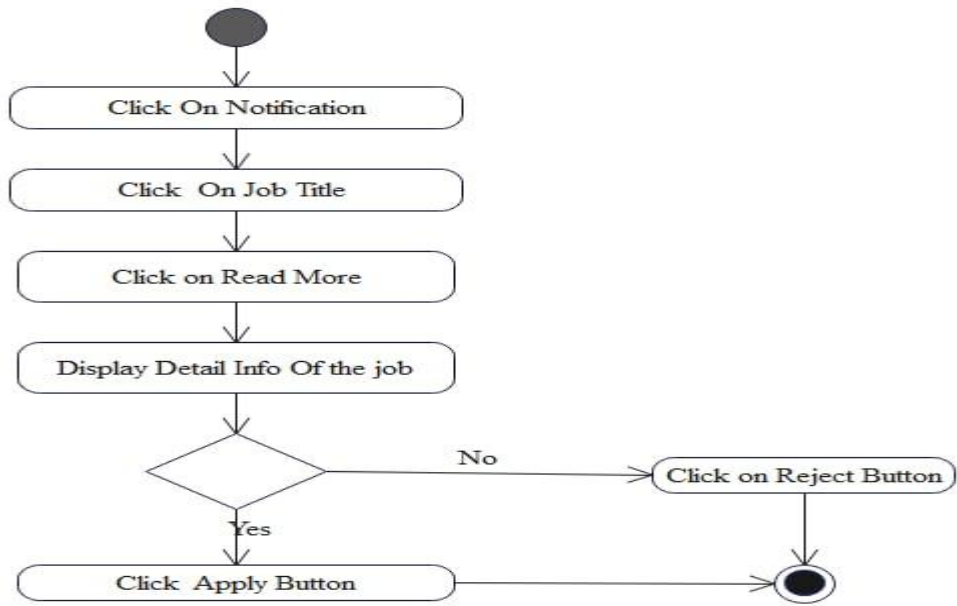 Click On Notification
Click On Job Title
Click on Read More
Display Detail Info Of the job
No
Click on Reject Button
Yes
Click Apply Button